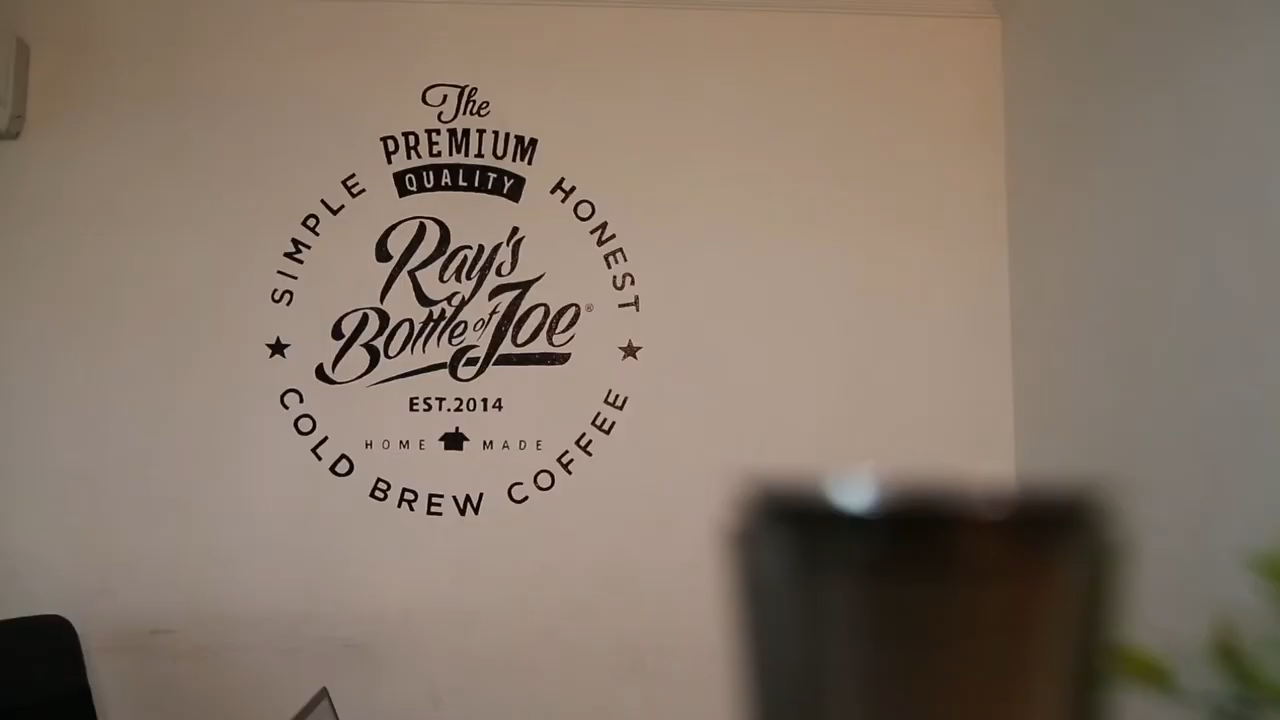 The
PREMIUM
QUALITY
SIMPLE
HONEST
Ray's
Bottle of Joe®
EST.2014
HOME MADE
COLD BREW COFFEE